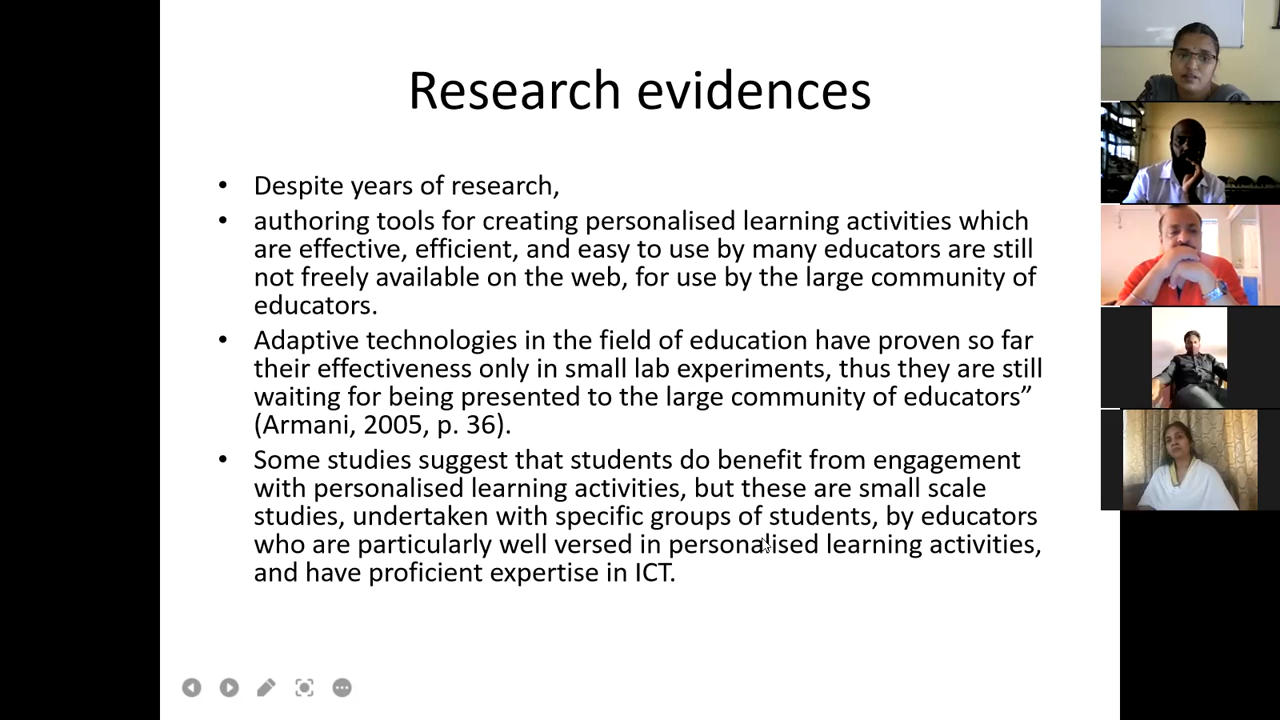 Research evidences
• Despite years of research,
• authoring tools for creating personalised learning activities which
are effective, efficient, and easy to use by many educators are still
not freely available on the web, for use by the large community of
educators.
• Adaptive technologies in the field of education have proven so far
their effectiveness only in small lab experiments, thus they are still
waiting for being presented to the large community of educators”
(Armani, 2005, p. 36).
• Some studies suggest that students do benefit from engagement
with personalised learning activities, but these are small scale
studies, undertaken with specific groups of students, by educators
who are particularly well versed in personalised learning activities,
and have proficient expertise in ICT.